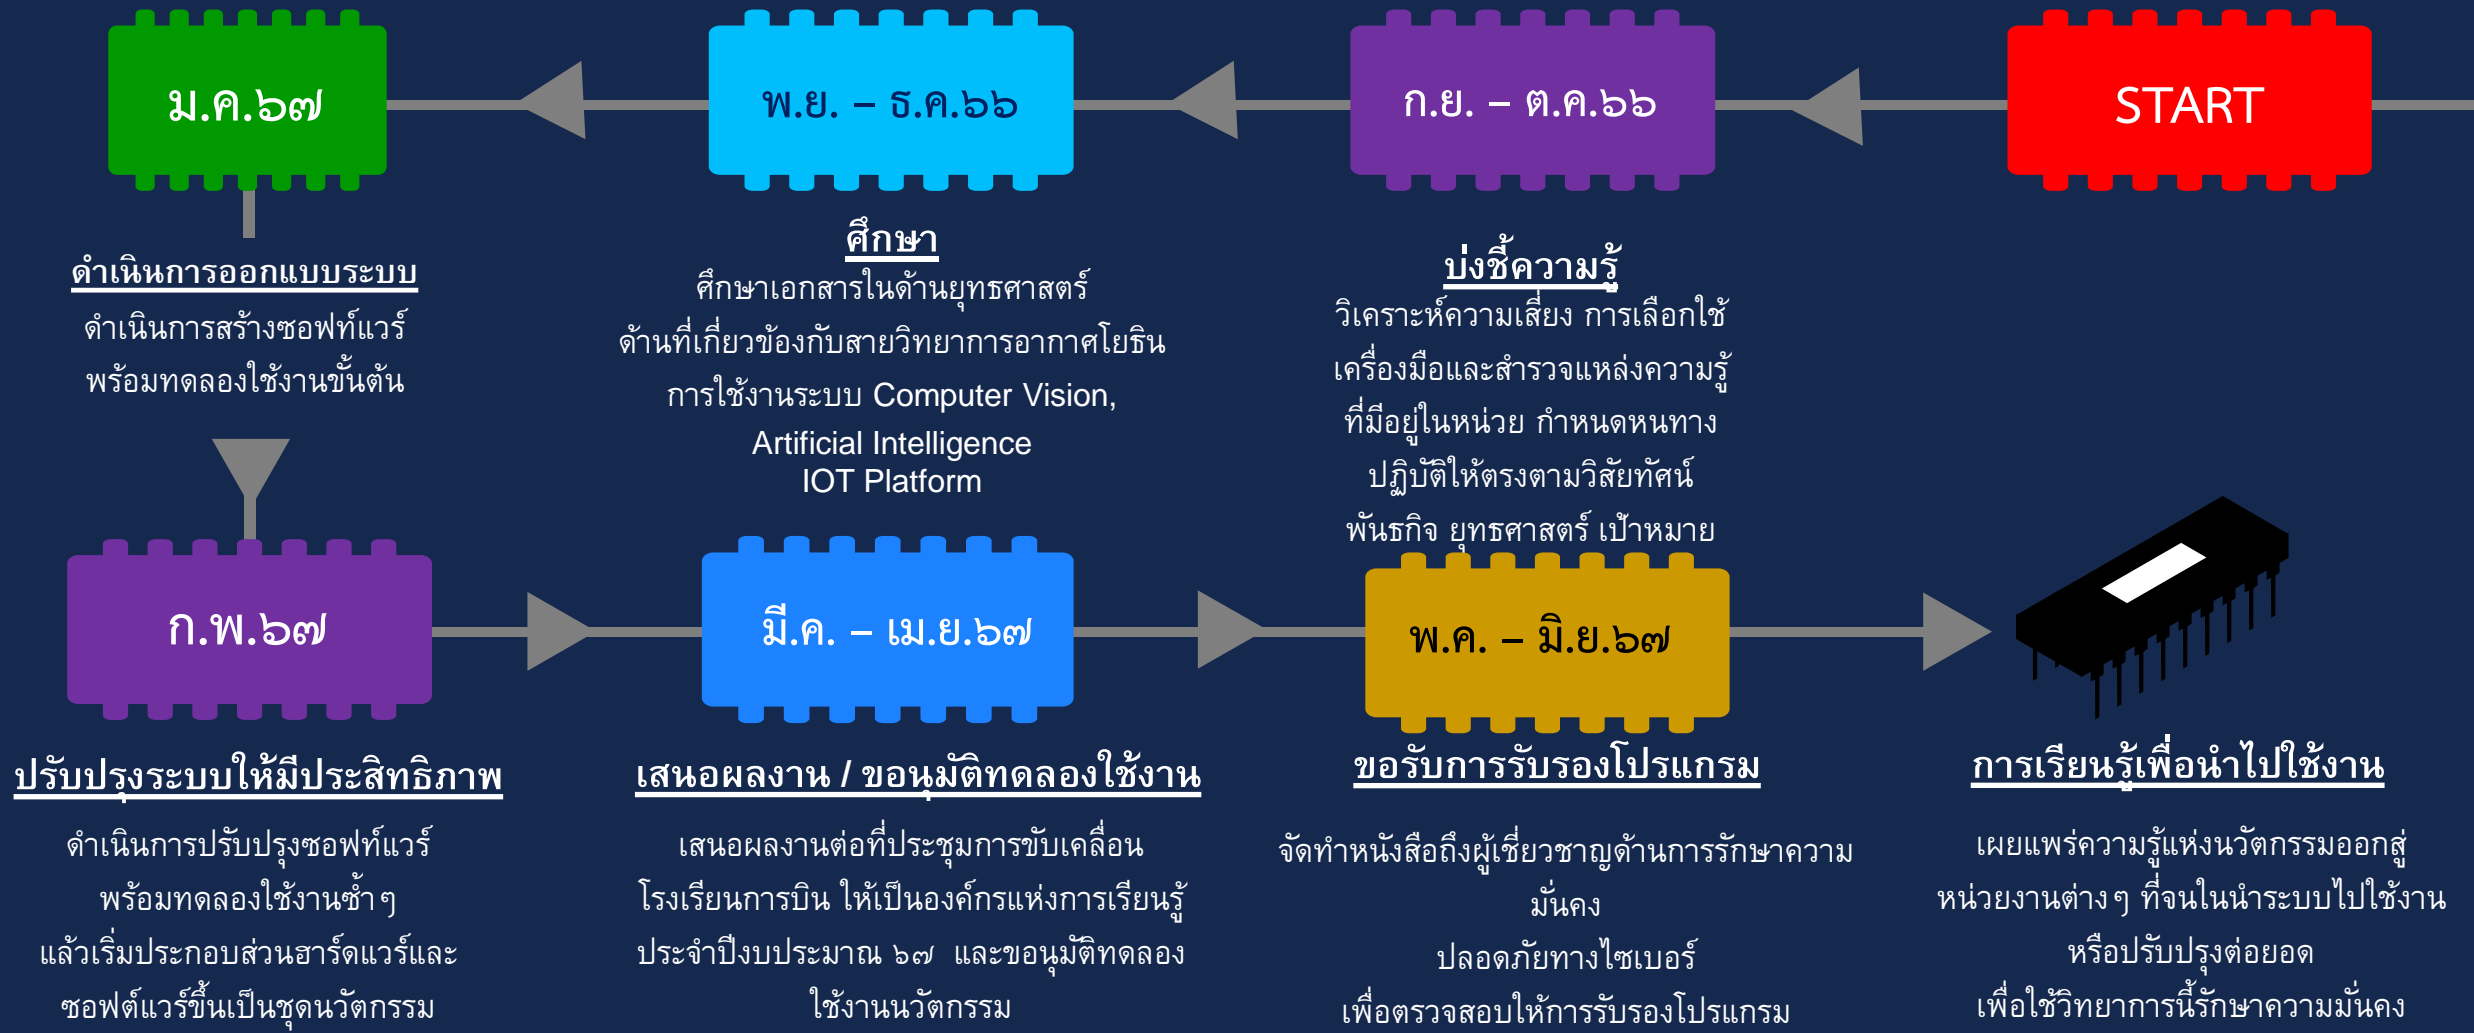 START
ก.ย. – ต.ค.๖๖
บ่งชี้ความรู้
วิเคราะห์ความเสี่ยง การเลือกใช้
เครื่องมือและสำรวจแหล่งความรู้
ที่มีอยู่ในหน่วย กำหนดหนทาง
ปฏิบัติให้ตรงตามวิสัยทัศน์
พันธกิจ ยุทธศาสตร์ เป้าหมาย
พ.ย. – ธ.ค.๖๖
ศึกษา
ศึกษาเอกสารในด้านยุทธศาสตร์
ด้านที่เกี่ยวข้องกับสายวิทยาการอากาศโยธิน
การใช้งานระบบ Computer Vision,
Artificial Intelligence
IOT Platform
ม.ค.๖๗
ดำเนินการออกแบบระบบ
ดำเนินการสร้างซอฟท์แวร์
พร้อมทดลองใช้งานขั้นต้น
ก.พ.๖๗
ปรับปรุงระบบให้มีประสิทธิภาพ
ดำเนินการปรับปรุงซอฟท์แวร์
พร้อมทดลองใช้งานซ้ำๆ
แล้วเริ่มประกอบส่วนฮาร์ดแวร์และ
ซอฟต์แวร์ขึ้นเป็นชุดนวัตกรรม
มี.ค. – เม.ย.๖๗
เสนอผลงาน / ขอนุมัติทดลองใช้งาน
เสนอผลงานต่อที่ประชุมการขับเคลื่อน
โรงเรียนการบิน ให้เป็นองค์กรแห่งการเรียนรู้
ประจำปีงบประมาณ ๖๗ และขอนุมัติทดลอง
ใช้งานนวัตกรรม
พ.ค. – มิ.ย.๖๗
ขอรับการรับรองโปรแกรม
จัดทำหนังสือถึงผู้เชี่ยวชาญด้านการรักษาความ
มั่นคง
ปลอดภัยทางไซเบอร์
เพื่อตรวจสอบให้การรับรองโปรแกรม
การเรียนรู้เพื่อนำไปใช้งาน
เผยแพร่ความรู้แห่งนวัตกรรมออกสู่
หน่วยงานต่างๆ ที่จนในนำระบบไปใช้งาน
หรือปรับปรุงต่อยอด
เพื่อใช้วิทยาการนี้รักษาความมั่นคง